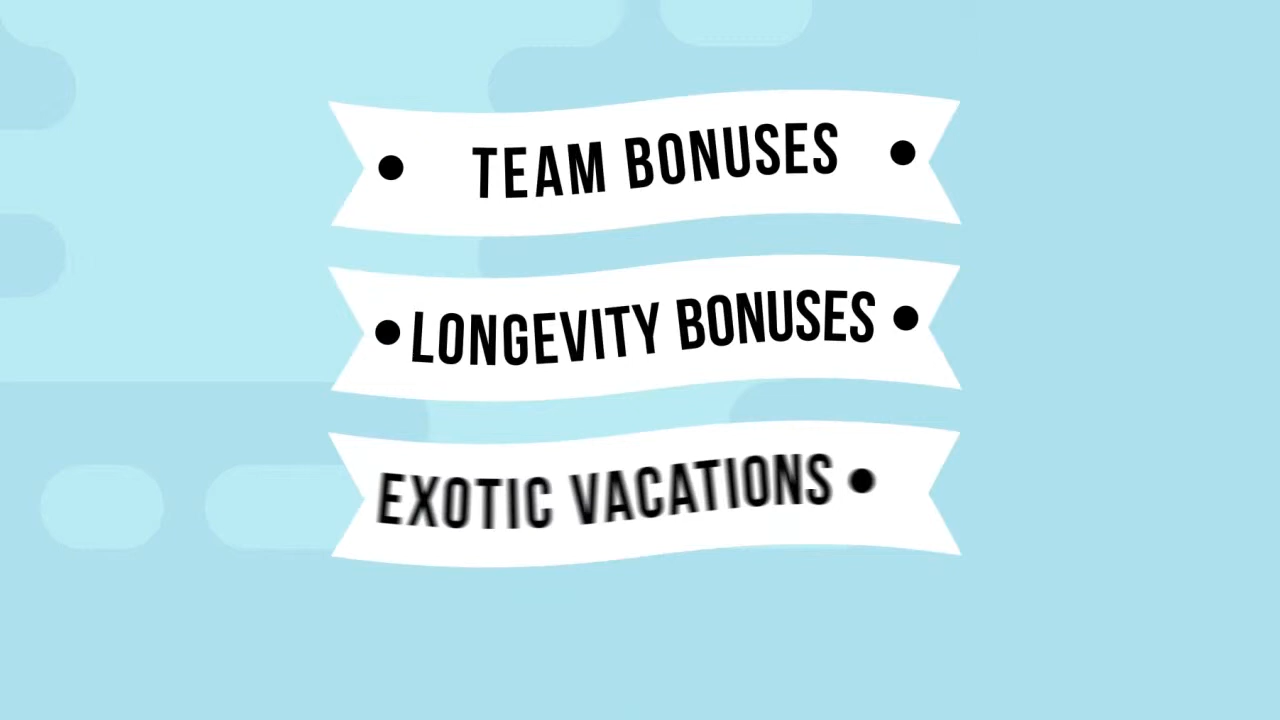 • TEAM BONUSES •
• LONGEVITY BONUSES •
EXOTIC VACATIONS •